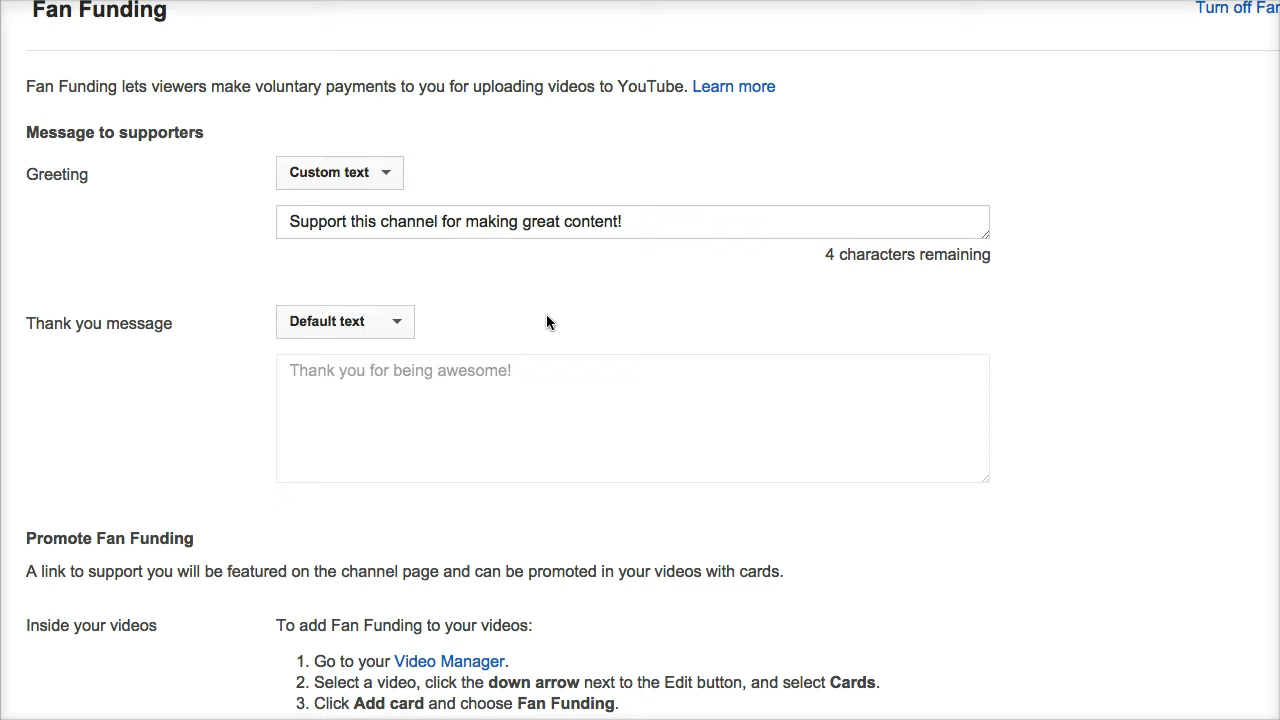 Fan Funding
Turn off Fan
Fan Funding lets viewers make voluntary payments to you for uploading videos to YouTube. Learn more
Message to supporters
Greeting
Custom text
Support this channel for making great content!
4 characters remaining
Thank you message
Default text
Thank you for being awesome!
Promote Fan Funding
A link to support you will be featured on the channel page and can be promoted in your videos with cards.
Inside your videos
To add Fan Funding to your videos:
1. Go to your Video Manager.
2. Select a video, click the down arrow next to the Edit button, and select Cards.
3. Click Add card and choose Fan Funding.